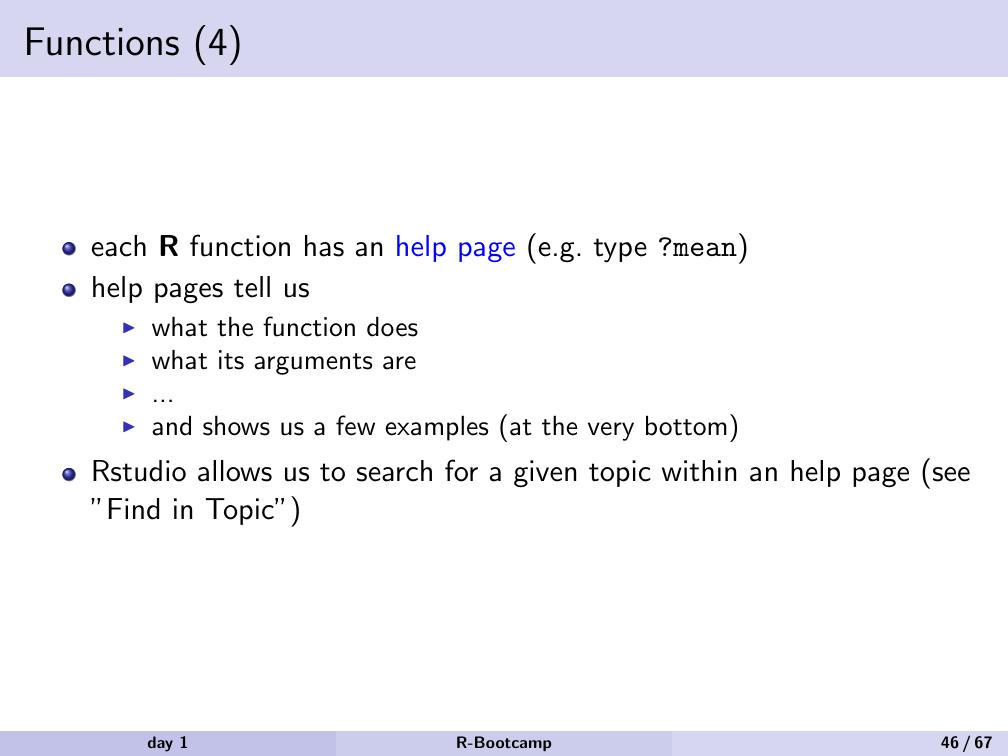 Functions (4)
each R function has an help page (e.g. type ?mean)
help pages tell us
what the function does
what its arguments are
...
and shows us a few examples (at the very bottom)
Rstudio allows us to search for a given topic within an help page (see
”Find in Topic”)
day 1 R-Bootcamp 46 / 67